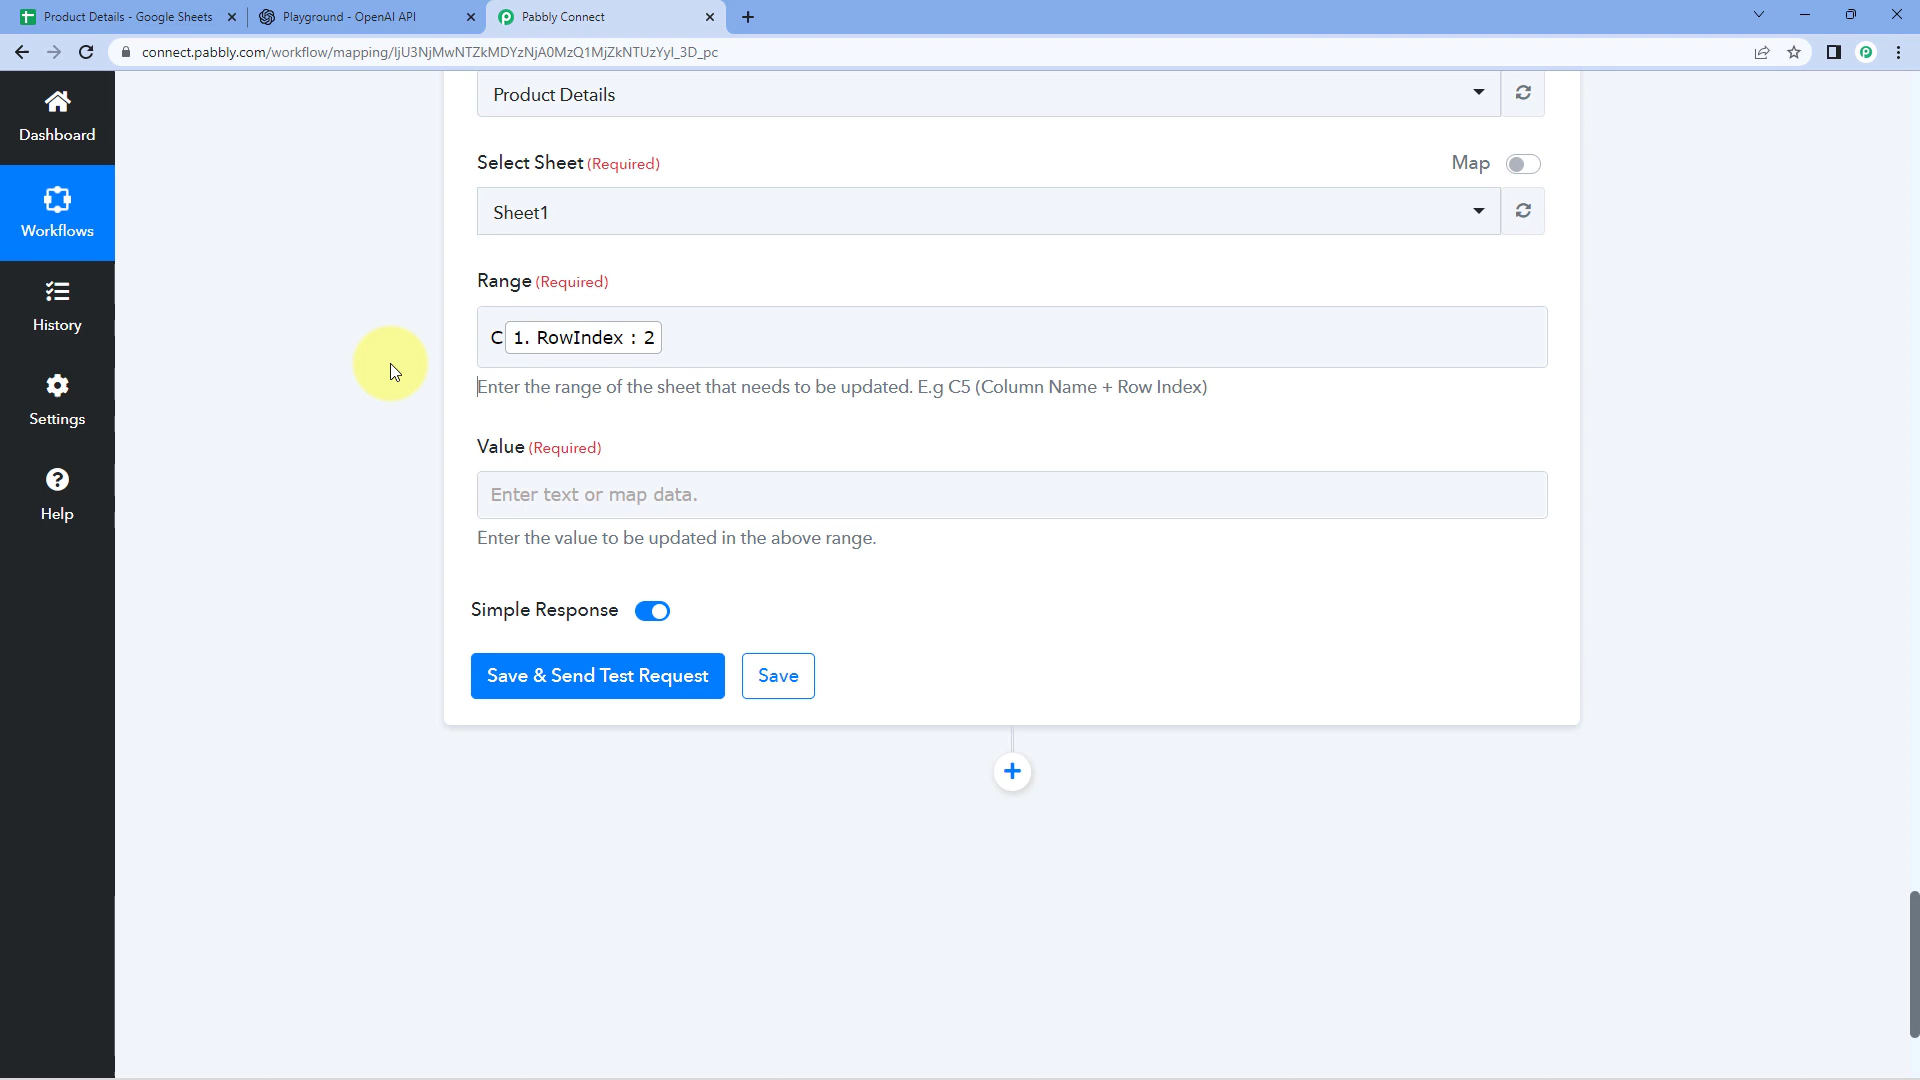 Product Details - Google Sheets
Playground - OpenAI API
Pabbly Connect
connect.pabbly.com/workflow/mapping/IjU3NjMwNTZkMDYzNjA0MzQ1MjZkNTUzYyI_3D_pc
Dashboard
Workflows
History
Settings
Help
Product Details
Select Sheet (Required)
Map
Sheet1
Range (Required)
C 1. RowIndex : 2
Enter the range of the sheet that needs to be updated. E.g C5 (Column Name + Row Index)
Value (Required)
Enter text or map data.
Enter the value to be updated in the above range.
Simple Response
Save & Send Test Request
Save